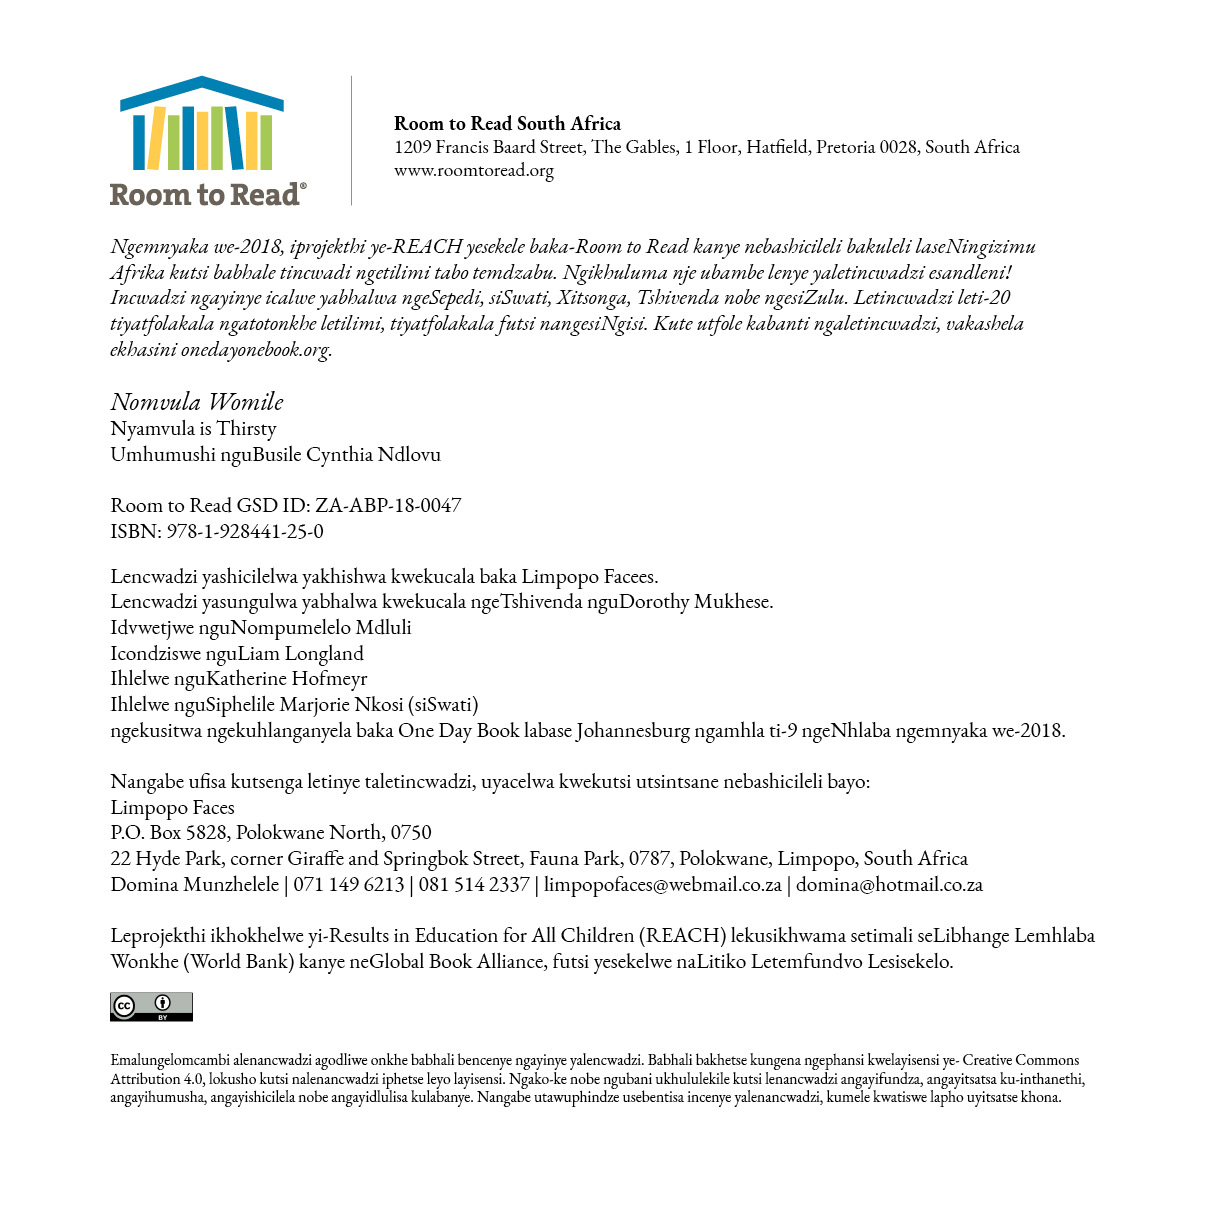 Room to Read®
Room to Read South Africa
1209 Francis Baard Street, The Gables, 1 Floor, Hatfield, Pretoria 0028, South Africa
www.roomtoread.org
Ngemnyaka we-2018, iprojekthi ye-REACH yesekele baka-Room to Read kanye nebashicileli bakuleli laseNingizimu
Afrika kutsi babhale tincwadi ngetilimi tabo temdzabu. Ngikhuluma nje ubambe lenye yaletincwadzi esandleni!
Incwadzi ngayinye icalwe yabhalwa ngeSepedi, siSwati, Xitsonga, Tshivenda nobe ngesiZulu. Letincwadzi leti-20
tiyatfolakala ngatotonkhe letilimi, tiyatfolakala futsi nangesiNgisi. Kute utfole kabanti ngaletincwadzi, vakashela
ekhasini onedayonebook.org.
Nomvula Womile
Nyamvula is Thirsty
Umhumushi nguBusile Cynthia Ndlovu
Room to Read GSD ID: ZA-ABP-18-0047
ISBN: 978-1-928441-25-0
Lencwadzi yashicilelwa yakhishwa kwekucala baka Limpopo Facees.
Lencwadzi yasungulwa yabhalwa kwekucala ngeTshivenda nguDorothy Mukhese.
Idvwetjwe nguNompumelelo Mdluli
Icondziswe nguLiam Longland
Ihlelwe nguKatherine Hofmeyr
Ihlelwe nguSiphelile Marjorie Nkosi (siSwati)
ngekusitwa ngekuhlanganyela baka One Day Book labase Johannesburg ngamhla ti-9 ngeNhlaba ngemnyaka we-2018.
Nangabe ufisa kutsenga letinye taletincwadzi, uyacelwa kwekutsi utsintsane nebashicileli bayo:
Limpopo Faces
P.O. Box 5828, Polokwane North, 0750
22 Hyde Park, corner Giraffe and Springbok Street, Fauna Park, 0787, Polokwane, Limpopo, South Africa
Domina Munzhelele | 071 149 6213 | 081 514 2337 | limpopofaces@webmail.co.za | domina@hotmail.co.za
Leprojekthi ikhokhelwe yi-Results in Education for All Children (REACH) lekusikhwama setimali seLibhange Lemhlaba
Wonkhe (World Bank) kanye neGlobal Book Alliance, futsi yesekelwe naLitiko Letemfundvo Lesisekelo.
cc BY
Emalungelomcambi alenancwadzi agodliwe onkhe babhali bencenye ngayinye yalencwadzi. Babhali bakhetse kungena ngephansi kwelayisensi ye- Creative Commons
Attribution 4.0, lokusho kutsi nalenancwadzi iphetse leyo layisensi. Ngako-ke nobe ngubani ukhululekile kutsi lenancwadzi angayifundza, angayitsatsa ku-inthanethi,
angayihumusha, angayishicilela nobe angayidlulisa kulabanye. Nangabe utawuphindze usebentisa incenye yalenancwadzi, kumele kwatiswe lapho uyitsatse khona.